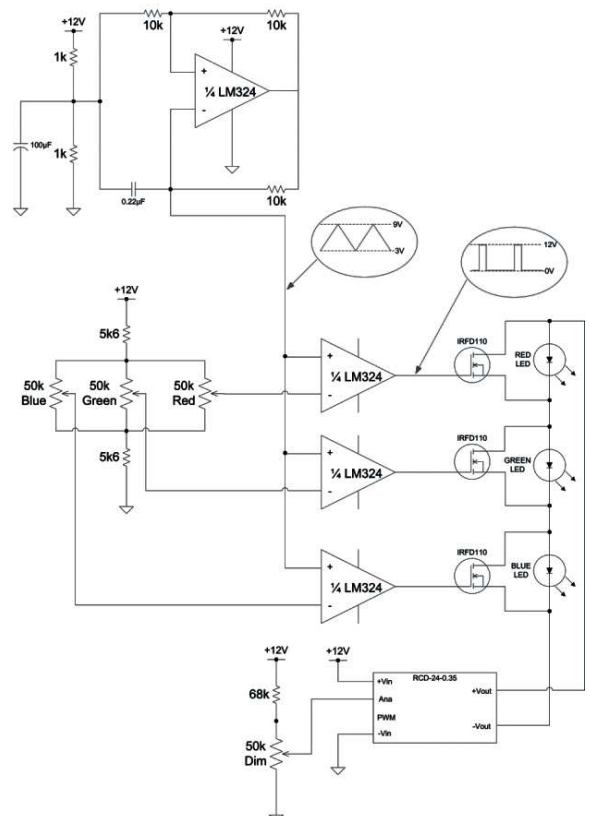 +12V
10k
10k
+12V
1k
+
¼ LM324
-
100µF
1k
0.22µF
10k
9V
3V
12V
0V
+12V
5k6
IRFD110
+
¼ LM324
-
RED
LED
50k
Blue
50k
Green
50k
Red
5k6
IRFD110
+
¼ LM324
-
GREEN
LED
IRFD110
+
¼ LM324
-
BLUE
LED
+12V
+12V
68k
RCD-24-0.35
+Vin
+Vout
Ana
PWM
-Vin
-Vout
50k
Dim